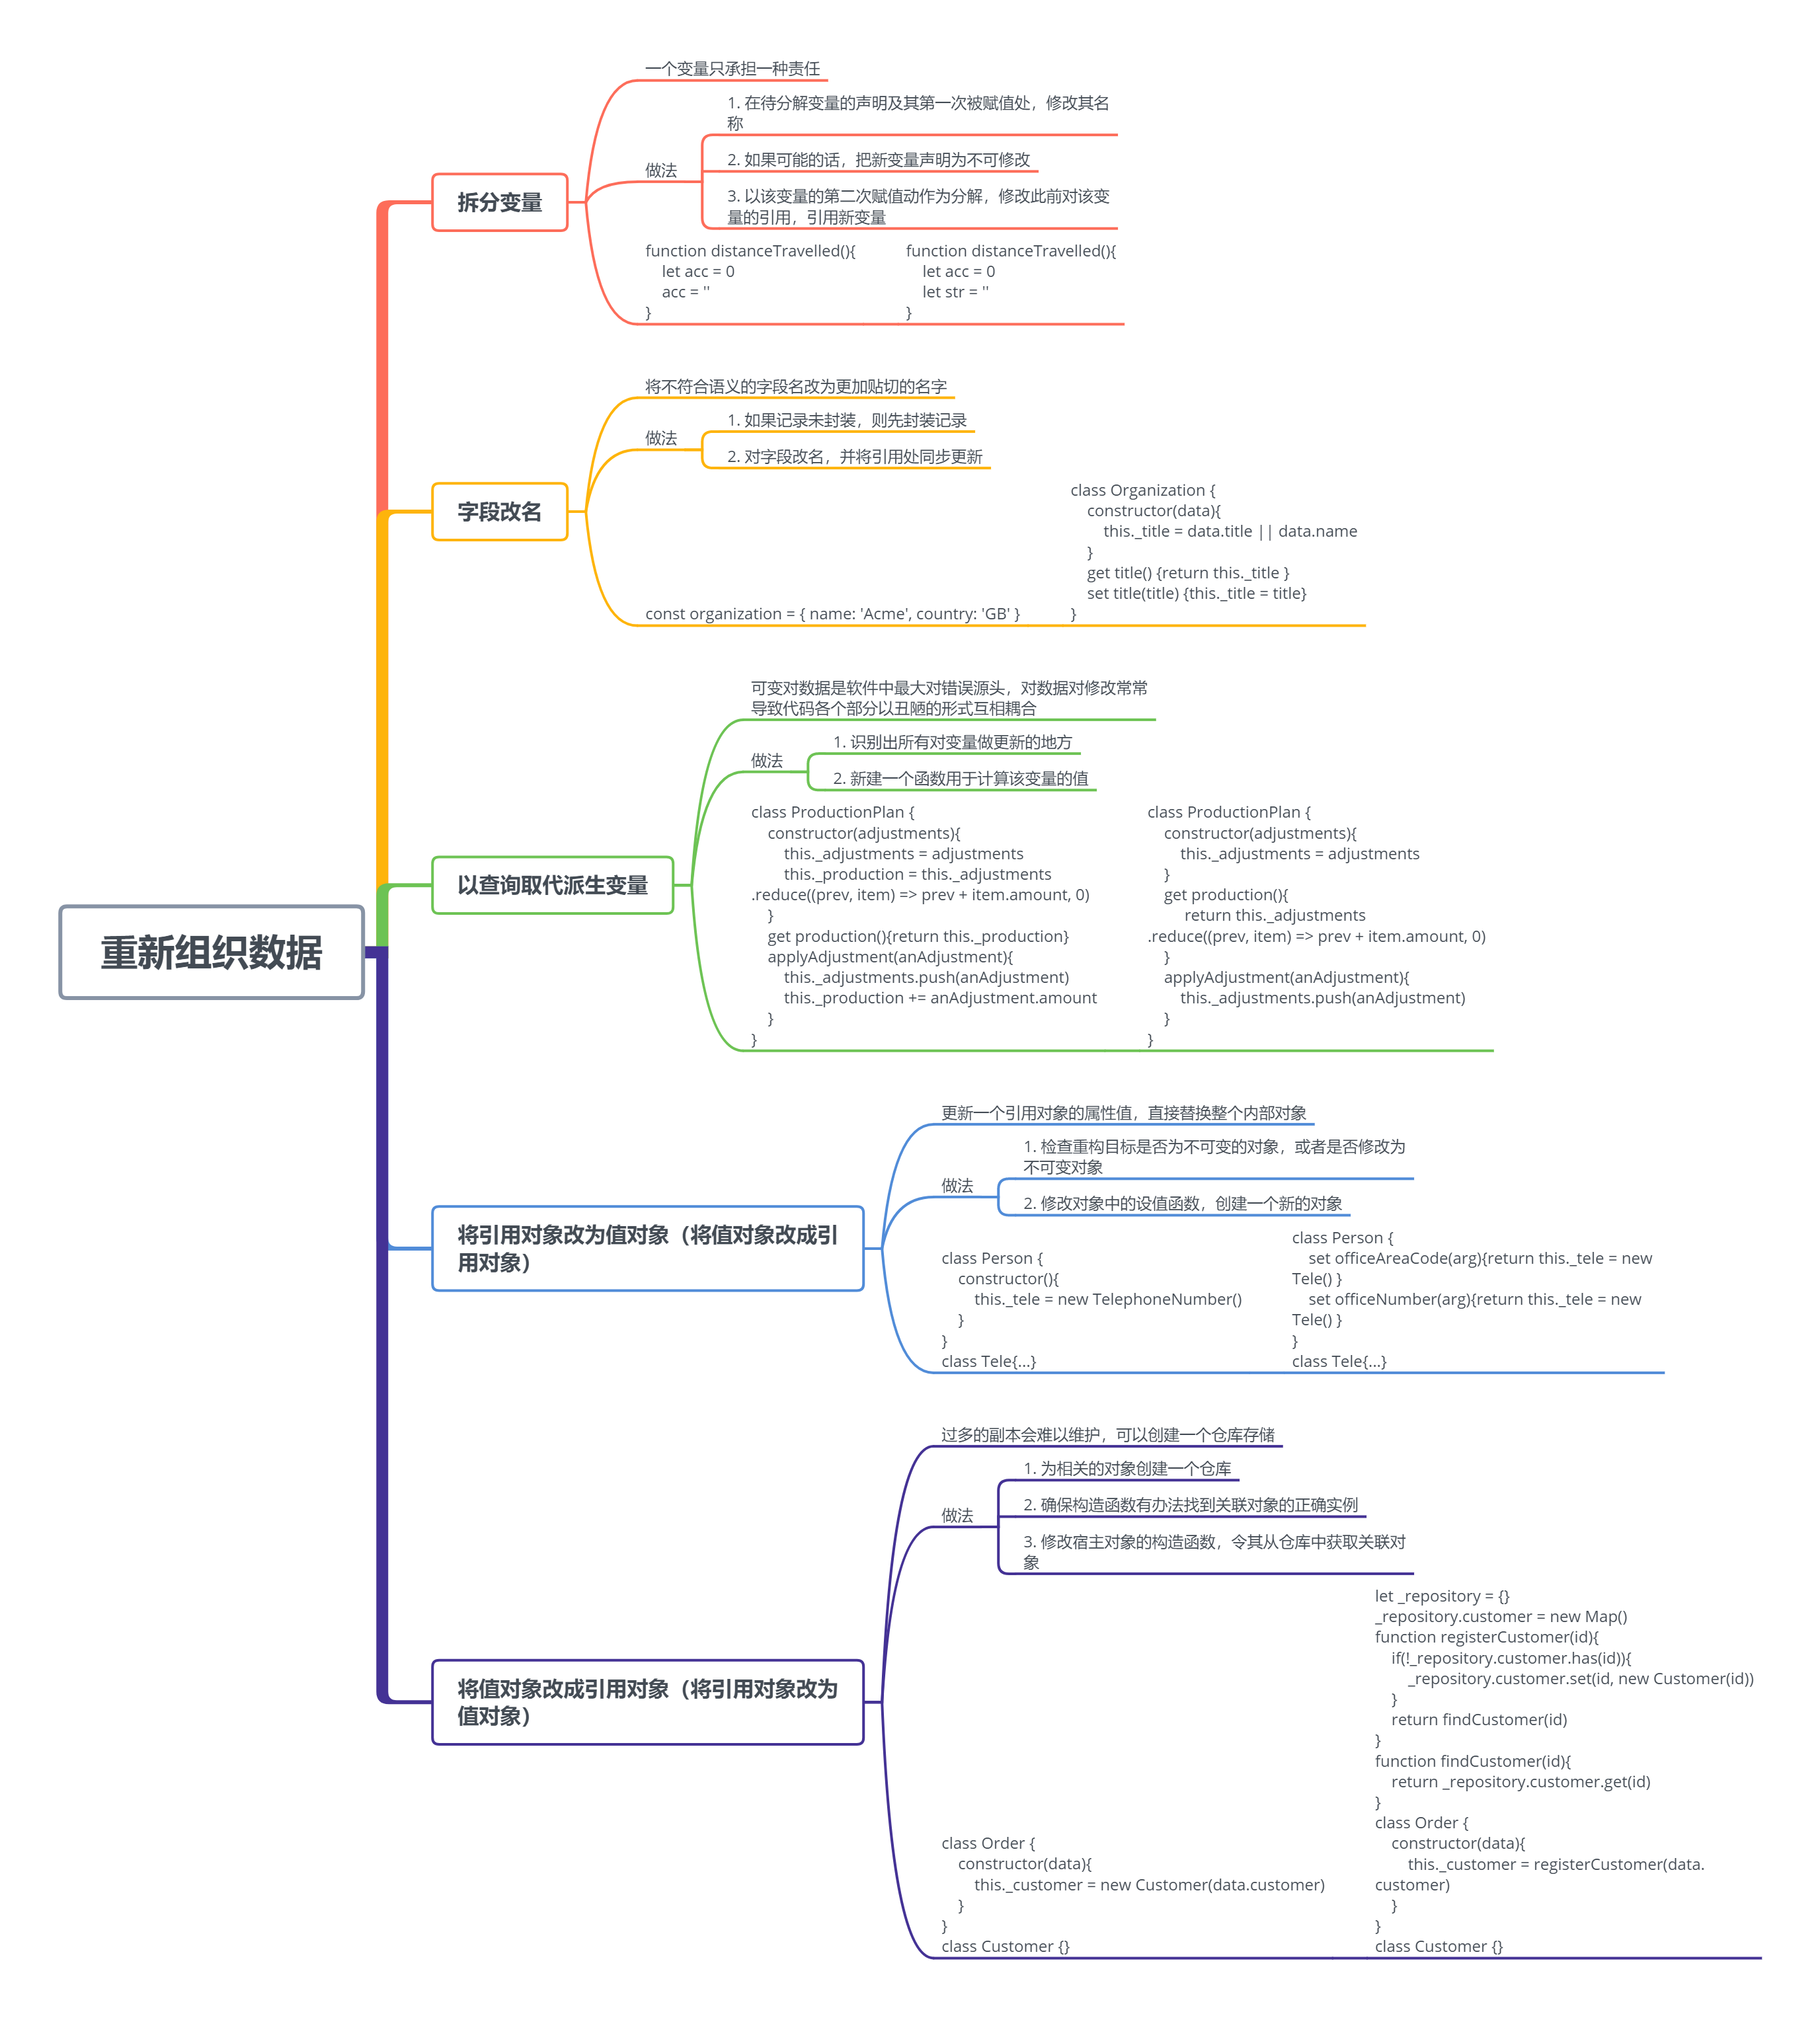 重新组织数据
拆分变量
一个变量只承担一种责任
做法
1. 在待分解变量的声明及其第一次被赋值处，修改其名
称
2. 如果可能的话，把新变量声明为不可修改
3. 以该变量的第二次赋值动作为分解，修改此前对该变
量的引用，引用新变量
function distanceTravelled(){
    let acc = 0
    acc = ''
}
function distanceTravelled(){
    let acc = 0
    let str = ''
}
字段改名
将不符合语义的字段名改为更加贴切的名字
做法
1. 如果记录未封装，则先封装记录
2. 对字段改名，并将引用处同步更新
const organization = { name: 'Acme', country: 'GB' }
class Organization {
    constructor(data){
        this._title = data.title || data.name
    }
    get title() {return this._title }
    set title(title) {this._title = title}
}
以查询取代派生变量
可变对数据是软件中最大对错误源头，对数据对修改常常
导致代码各个部分以丑陋的形式互相耦合
做法
1. 识别出所有对变量做更新的地方
2. 新建一个函数用于计算该变量的值
class ProductionPlan {
    constructor(adjustments){
        this._adjustments = adjustments
        this._production = this._adjustments
.reduce((prev, item) => prev + item.amount, 0)
    }
    get production(){return this._production}
    applyAdjustment(anAdjustment){
        this._adjustments.push(anAdjustment)
        this._production += anAdjustment.amount
    }
}
class ProductionPlan {
    constructor(adjustments){
        this._adjustments = adjustments
    }
    get production(){
         return this._adjustments
.reduce((prev, item) => prev + item.amount, 0)
    }
    applyAdjustment(anAdjustment){
        this._adjustments.push(anAdjustment)
    }
}
将引用对象改为值对象（将值对象改成引
用对象）
更新一个引用对象的属性值，直接替换整个内部对象
做法
1. 检查重构目标是否为不可变的对象，或者是否修改为
不可变对象
2. 修改对象中的设值函数，创建一个新的对象
class Person {
    constructor(){
        this._tele = new TelephoneNumber()
    }
}
class Tele{...}
class Person {
    set officeAreaCode(arg){return this._tele = new
Tele() }
    set officeNumber(arg){return this._tele = new
Tele() }
}
class Tele{...}
将值对象改成引用对象（将引用对象改为
值对象）
过多的副本会难以维护，可以创建一个仓库存储
做法
1. 为相关的对象创建一个仓库
2. 确保构造函数有办法找到关联对象的正确实例
3. 修改宿主对象的构造函数，令其从仓库中获取关联对
象
class Order {
    constructor(data){
        this._customer = new Customer(data.customer)
    }
}
class Customer {}
let _repository = {}
_repository.customer = new Map()
function registerCustomer(id){
    if(!_repository.customer.has(id)){
        _repository.customer.set(id, new Customer(id))
    }
    return findCustomer(id)
}
function findCustomer(id){
    return _repository.customer.get(id)
}
class Order {
    constructor(data){
        this._customer = registerCustomer(data.
customer)
    }
}
class Customer {}